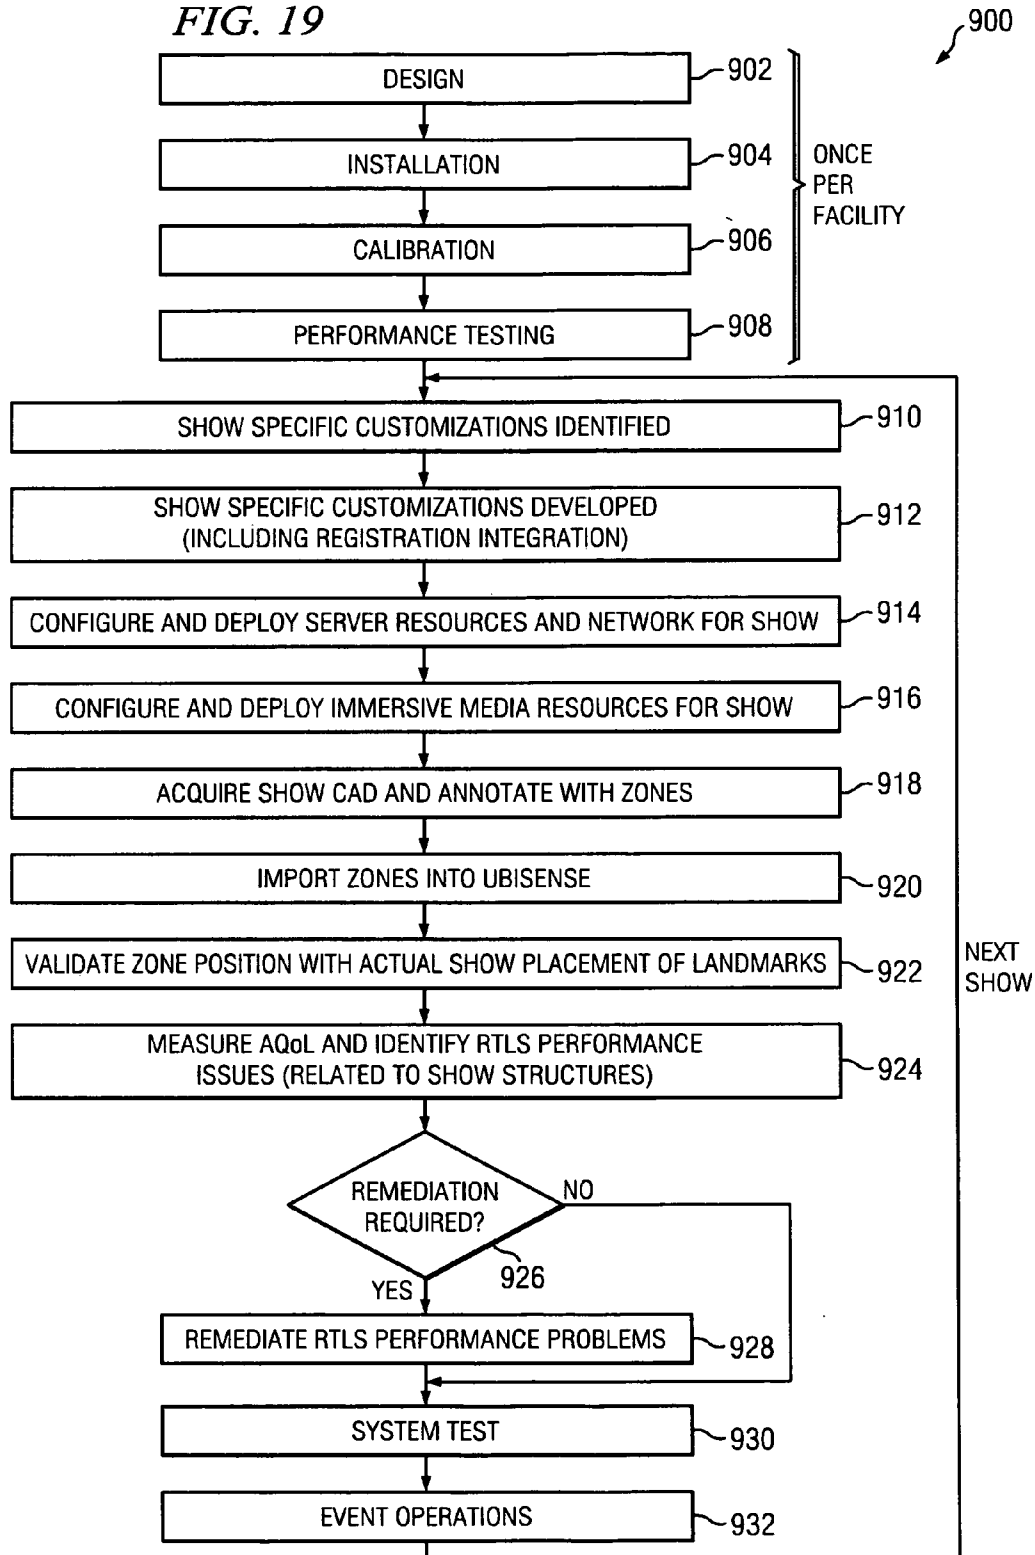 FIG. 19
900
DESIGN
902
INSTALLATION
904
CALIBRATION
906
PERFORMANCE TESTING
908
ONCE
PER
FACILITY
SHOW SPECIFIC CUSTOMIZATIONS IDENTIFIED
910
SHOW SPECIFIC CUSTOMIZATIONS DEVELOPED
(INCLUDING REGISTRATION INTEGRATION)
912
CONFIGURE AND DEPLOY SERVER RESOURCES AND NETWORK FOR SHOW
914
CONFIGURE AND DEPLOY IMMERSIVE MEDIA RESOURCES FOR SHOW
916
ACQUIRE SHOW CAD AND ANNOTATE WITH ZONES
918
IMPORT ZONES INTO UBISENSE
920
VALIDATE ZONE POSITION WITH ACTUAL SHOW PLACEMENT OF LANDMARKS
922
NEXT
SHOW
MEASURE AQoL AND IDENTIFY RTLS PERFORMANCE
ISSUES (RELATED TO SHOW STRUCTURES)
924
REMEDIATION
REQUIRED?
NO
926
YES
REMEDIATE RTLS PERFORMANCE PROBLEMS
928
SYSTEM TEST
930
EVENT OPERATIONS
932